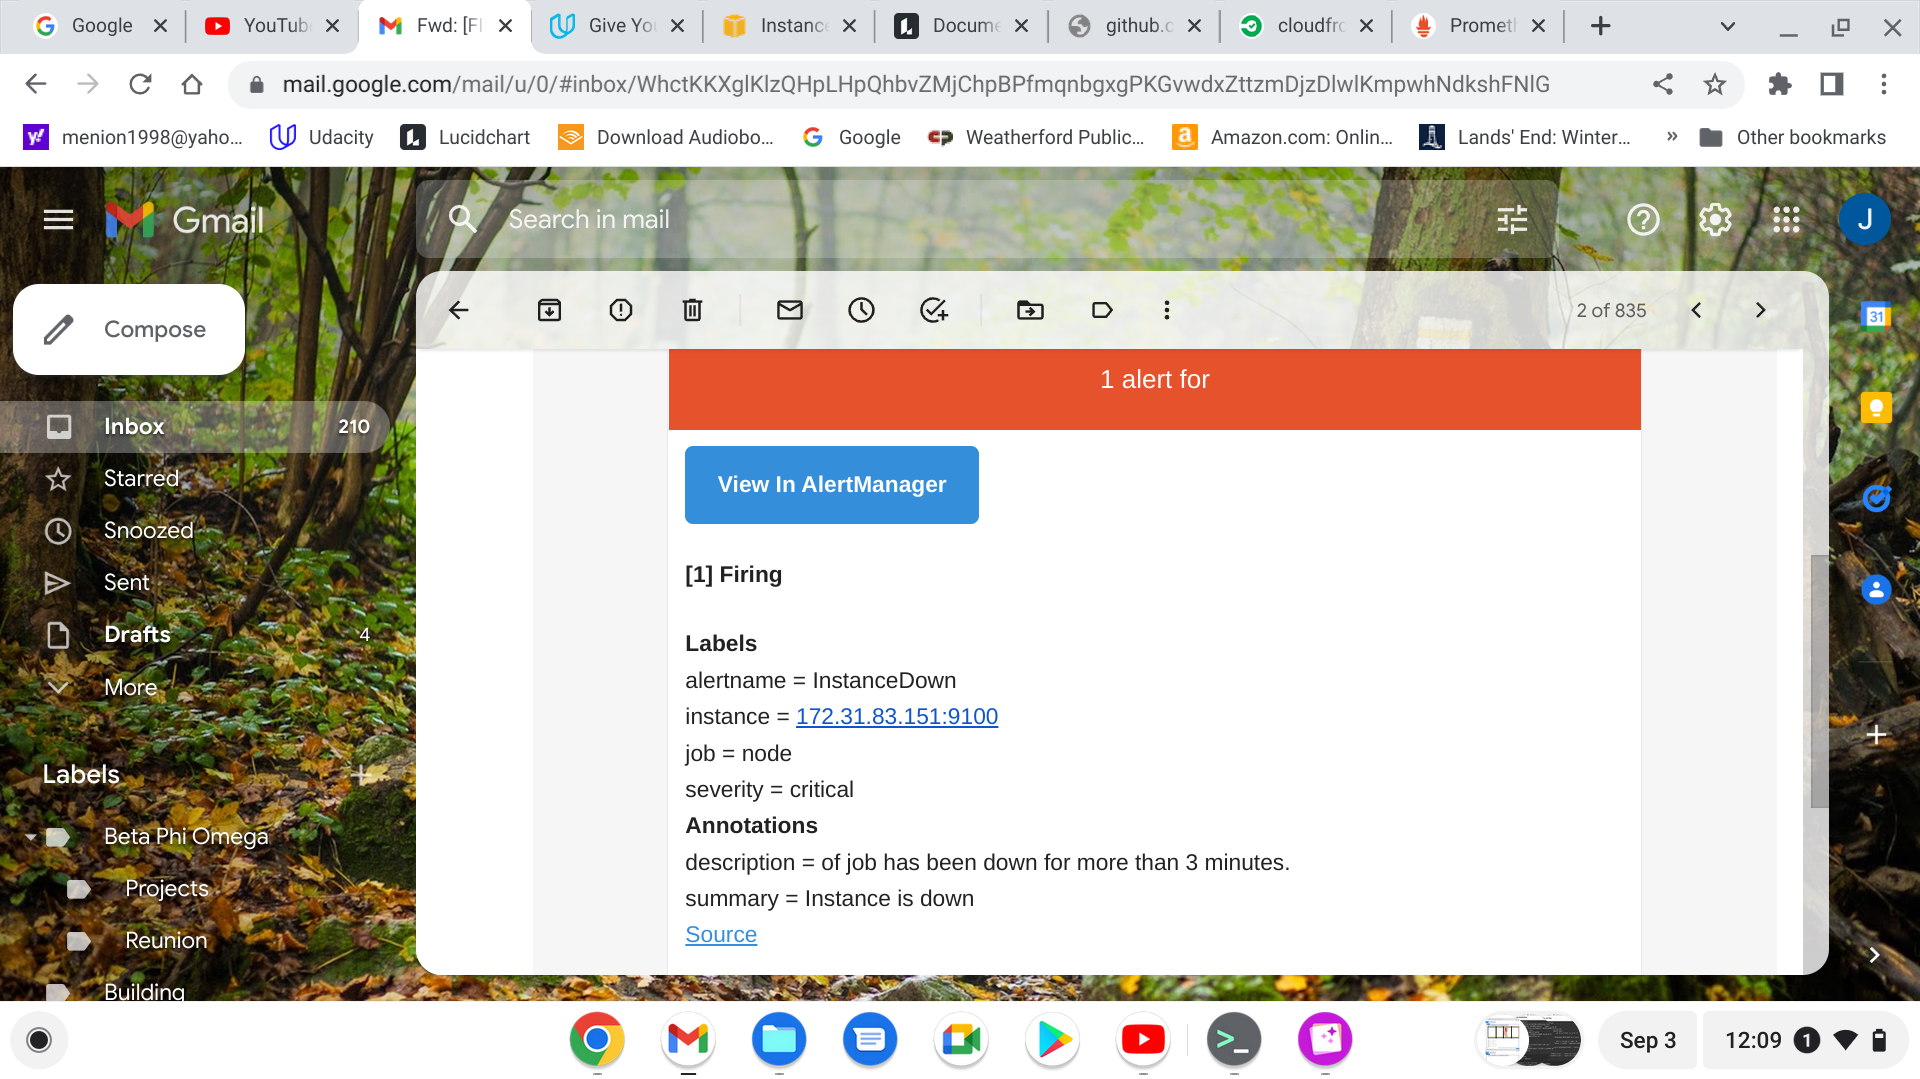 Google
YouTub
Fwd: [Fl
Give Yo
Instanc
Docume
github.c
cloudfro
Prometh
mail.google.com/mail/u/0/#inbox/WhctKKXglKlzQHpLHpQhbvZMjChpBPfmqnbgxgPKGvwdxZttzmDjzDlwlKmpwhNdkshFNlG
menion1998@yaho...
Udacity
Lucidchart
Download Audiobo...
Google
Weatherford Public...
Amazon.com: Onlin...
Lands' End: Winter...
»
Other bookmarks
Gmail
Search in mail
J
Compose
2 of 835
31
Inbox 210
Starred
Snoozed
Sent
Drafts 4
More
Labels
Beta Phi Omega
Projects
Reunion
Building
1 alert for
View In AlertManager
[1] Firing
Labels
alertname = InstanceDown
instance = 172.31.83.151:9100
job = node
severity = critical
Annotations
description = of job has been down for more than 3 minutes.
summary = Instance is down
Source
Sep 3
12:09
1